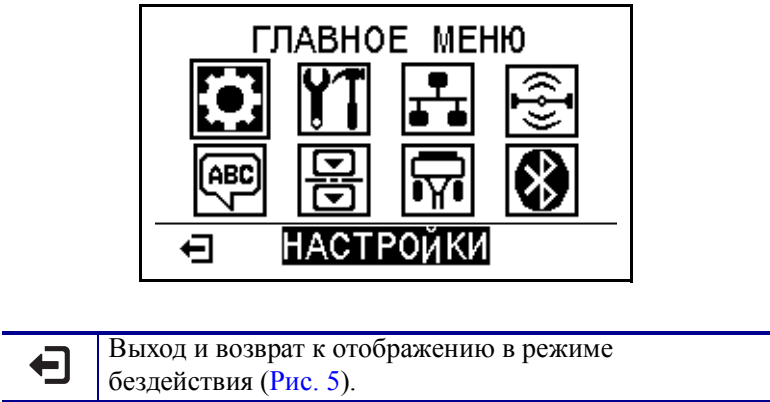 ГЛАВНОЕ МЕНЮ
ABC
НАСТРОЙКИ
Выход и возврат к отображению в режиме
бездействия (Рис. 5).